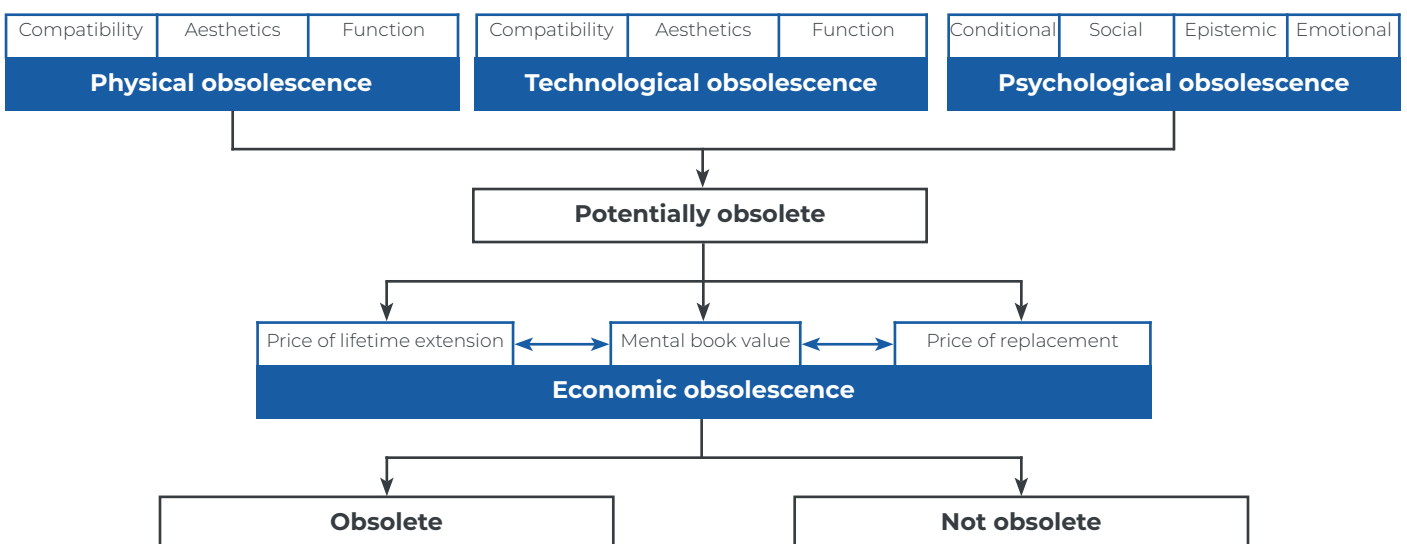 Compatibility Aesthetics Function Compatibility Aesthetics Function Conditional Social Epistemic Emotional
Physical obsolescence Technological obsolescence Psychological obsolescence
Potentially obsolete
Price of lifetime extension Mental book value Price of replacement
Economic obsolescence
Obsolete Not obsolete